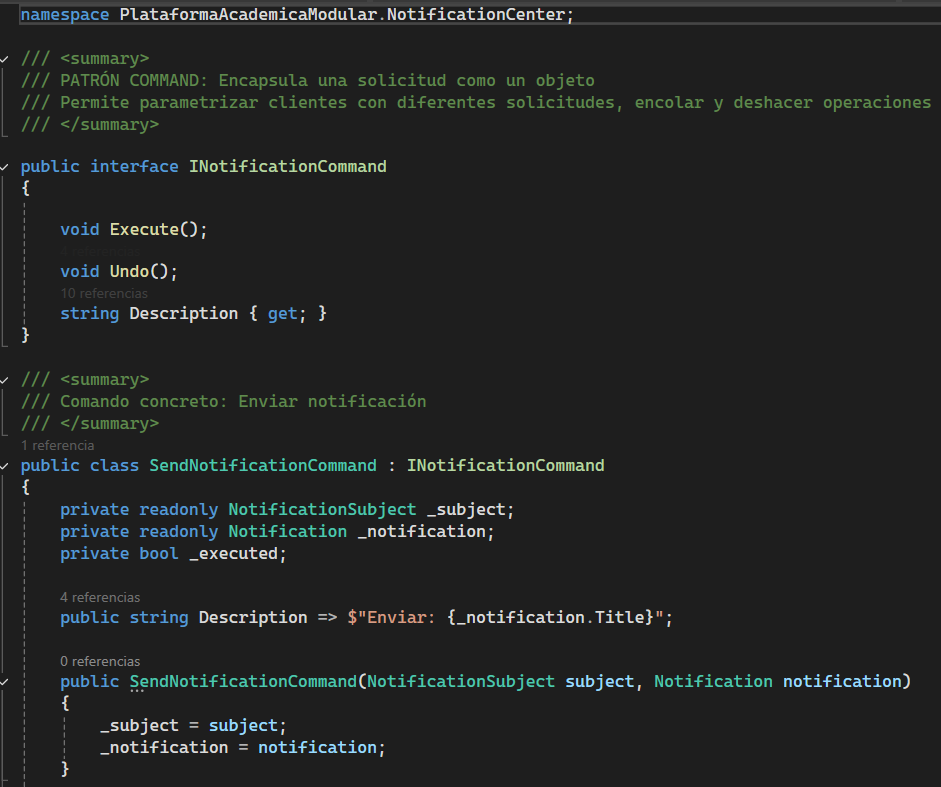 namespace PlataformaAcademicaModular.NotificationCenter;
/// <summary>
/// PATRÓN COMMAND: Encapsula una solicitud como un objeto
/// Permite parametrizar clientes con diferentes solicitudes, encolar y deshacer operaciones
/// </summary>
public interface INotificationCommand
{
void Execute();
void Undo();
10 referencias
string Description { get; }
}
/// <summary>
/// Comando concreto: Enviar notificación
/// </summary>
1 referencia
public class SendNotificationCommand : INotificationCommand
{
private readonly NotificationSubject _subject;
private readonly Notification _notification;
private bool _executed;
4 referencias
public string Description => $"Enviar: {_notification.Title}";
0 referencias
public SendNotificationCommand(NotificationSubject subject, Notification notification)
{
_subject = subject;
_notification = notification;
}